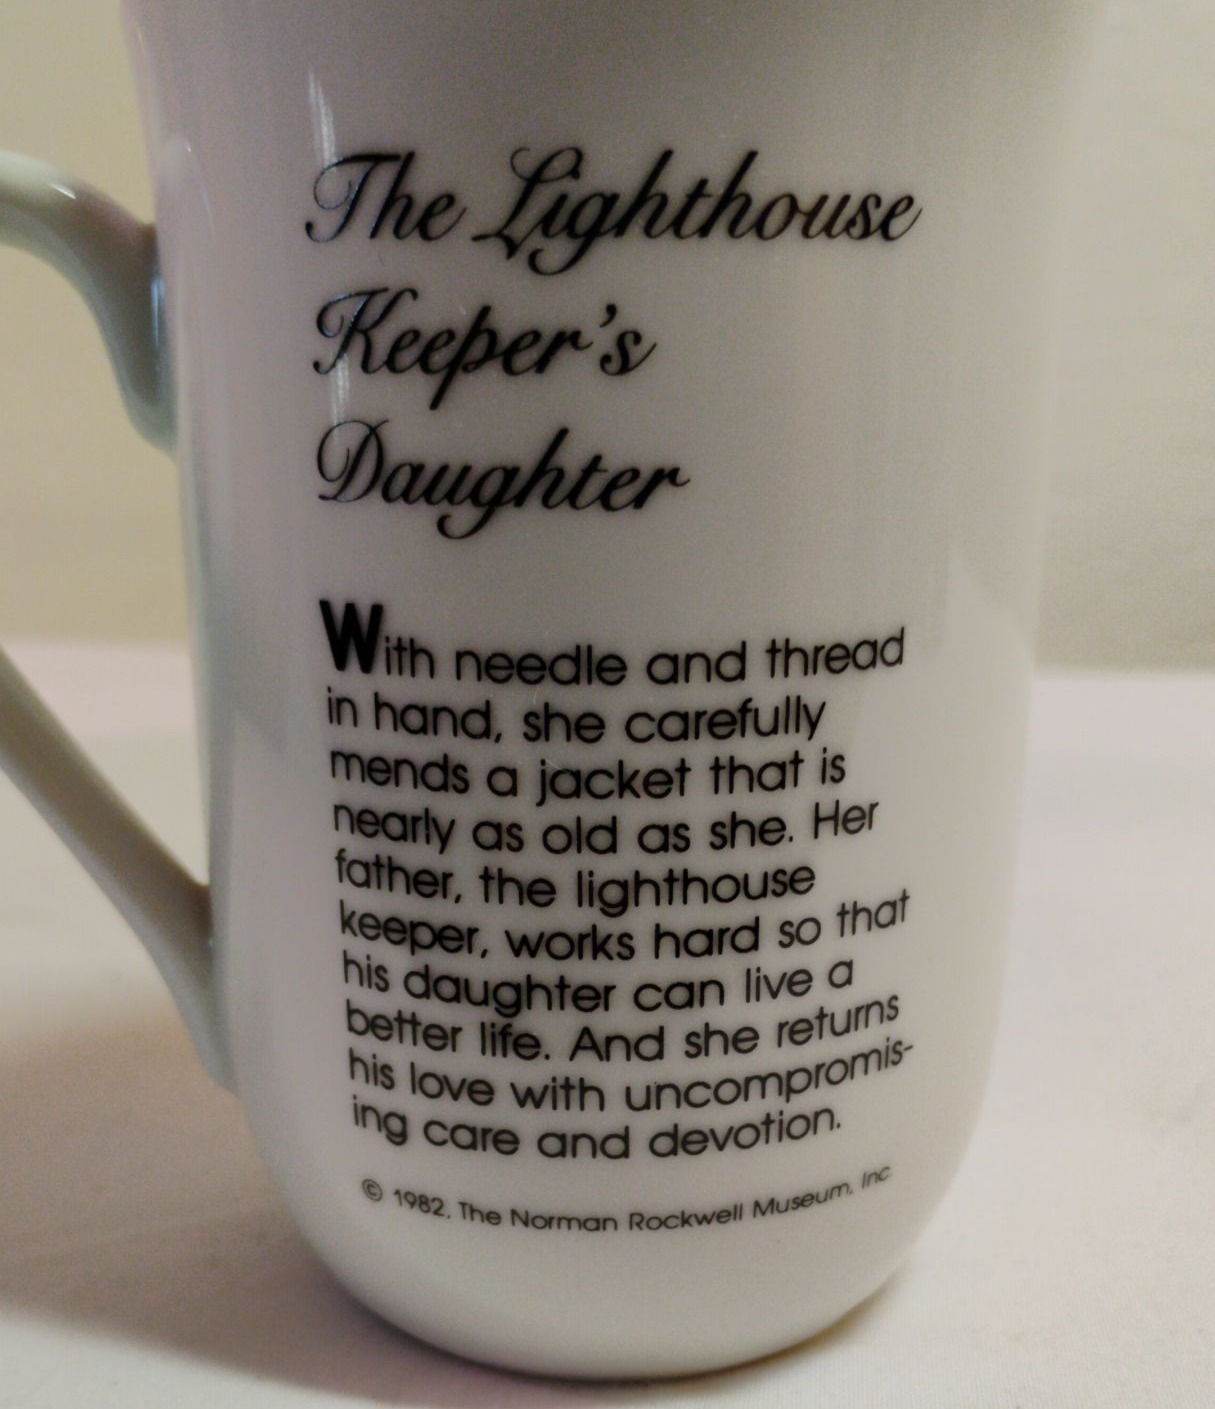 The Lighthouse
Keeper's
Daughter
With needle and thread
in hand, she carefully
mends a jacket that is
nearly as old as she. Her
father, the lighthouse
keeper, works hard so that
his daughter can live a
better life. And she returns
his love with uncompromis-
ing care and devotion.
© 1982, The Norman Rockwell Museum, Inc